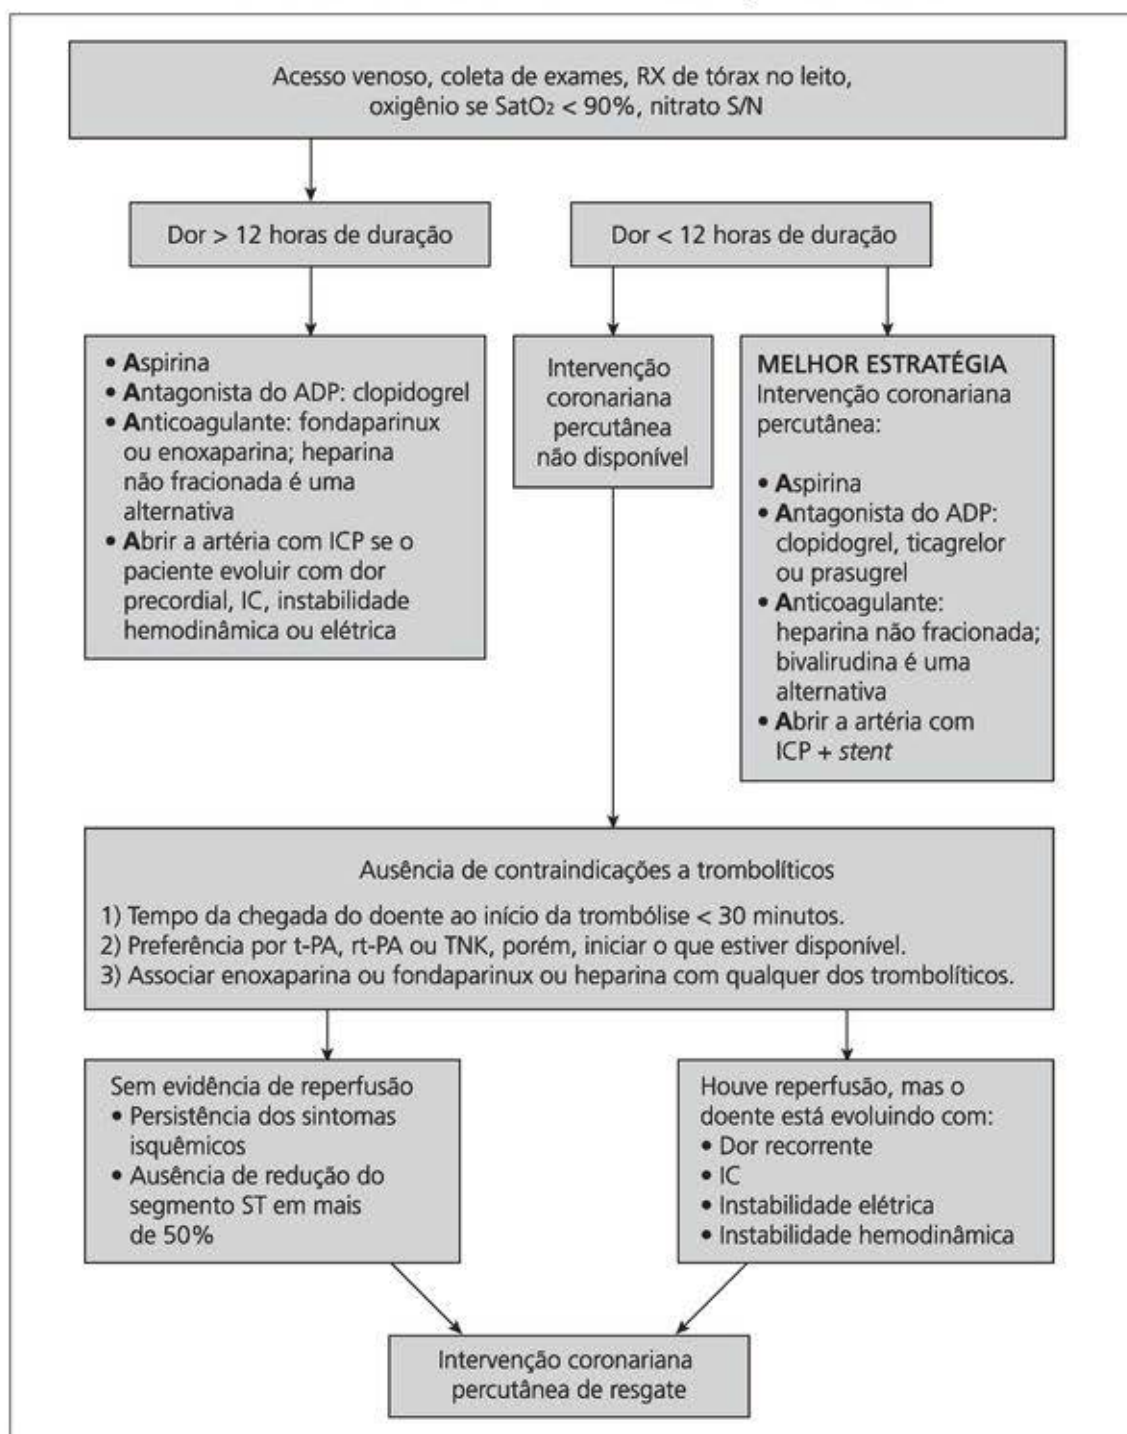 Acesso venoso, coleta de exames, RX de tórax no leito,
oxigênio se SatO₂ < 90%, nitrato S/N
Dor > 12 horas de duração
Dor < 12 horas de duração
• Aspirina
• Antagonista do ADP: clopidogrel
• Anticoagulante: fondaparinux
ou enoxaparina; heparina
não fracionada é uma
alternativa
• Abrir a artéria com ICP se o
paciente evoluir com dor
precordial, IC, instabilidade
hemodinâmica ou elétrica
Intervenção
coronariana
percutânea
não disponível
MELHOR ESTRATÉGIA
Intervenção coronariana
percutânea:
• Aspirina
• Antagonista do ADP:
clopidogrel, ticagrelor
ou prasugrel
• Anticoagulante:
heparina não fracionada;
bivalirudina é uma
alternativa
• Abrir a artéria com
ICP + stent
Ausência de contraindicações a trombolíticos
1) Tempo da chegada do doente ao início da trombólise < 30 minutos.
2) Preferência por t-PA, rt-PA ou TNK, porém, iniciar o que estiver disponível.
3) Associar enoxaparina ou fondaparinux ou heparina com qualquer dos trombolíticos.
Sem evidência de reperfusão
• Persistência dos sintomas
isquêmicos
• Ausência de redução do
segmento ST em mais
de 50%
Houve reperfusão, mas o
doente está evoluindo com:
• Dor recorrente
• IC
• Instabilidade elétrica
• Instabilidade hemodinâmica
Intervenção coronariana
percutânea de resgate